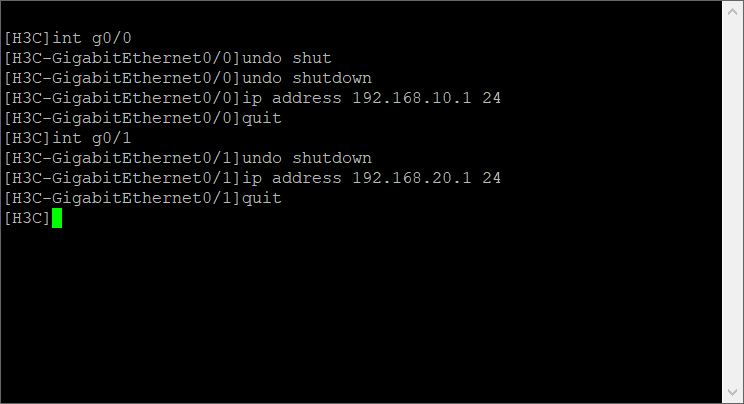 [H3C]int g0/0
[H3C-GigabitEthernet0/0]undo shut
[H3C-GigabitEthernet0/0]undo shutdown
[H3C-GigabitEthernet0/0]ip address 192.168.10.1 24
[H3C-GigabitEthernet0/0]quit
[H3C]int g0/1
[H3C-GigabitEthernet0/1]undo shutdown
[H3C-GigabitEthernet0/1]ip address 192.168.20.1 24
[H3C-GigabitEthernet0/1]quit
[H3C]